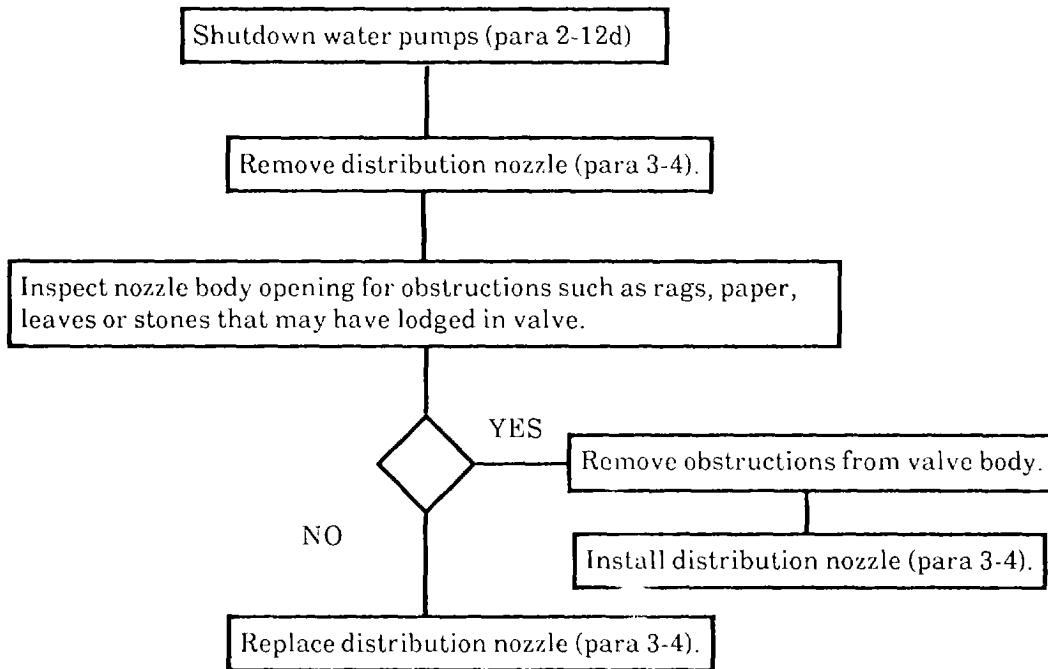 Shutdown water pumps (para 2-12d)
Remove distribution nozzle (para 3-4).
Inspect nozzle body opening for obstructions such as rags, paper,
leaves or stones that may have lodged in valve.
YES
Remove obstructions from valve body.
NO
Install distribution nozzle (para 3-4).
Replace distribution nozzle (para 3-4).